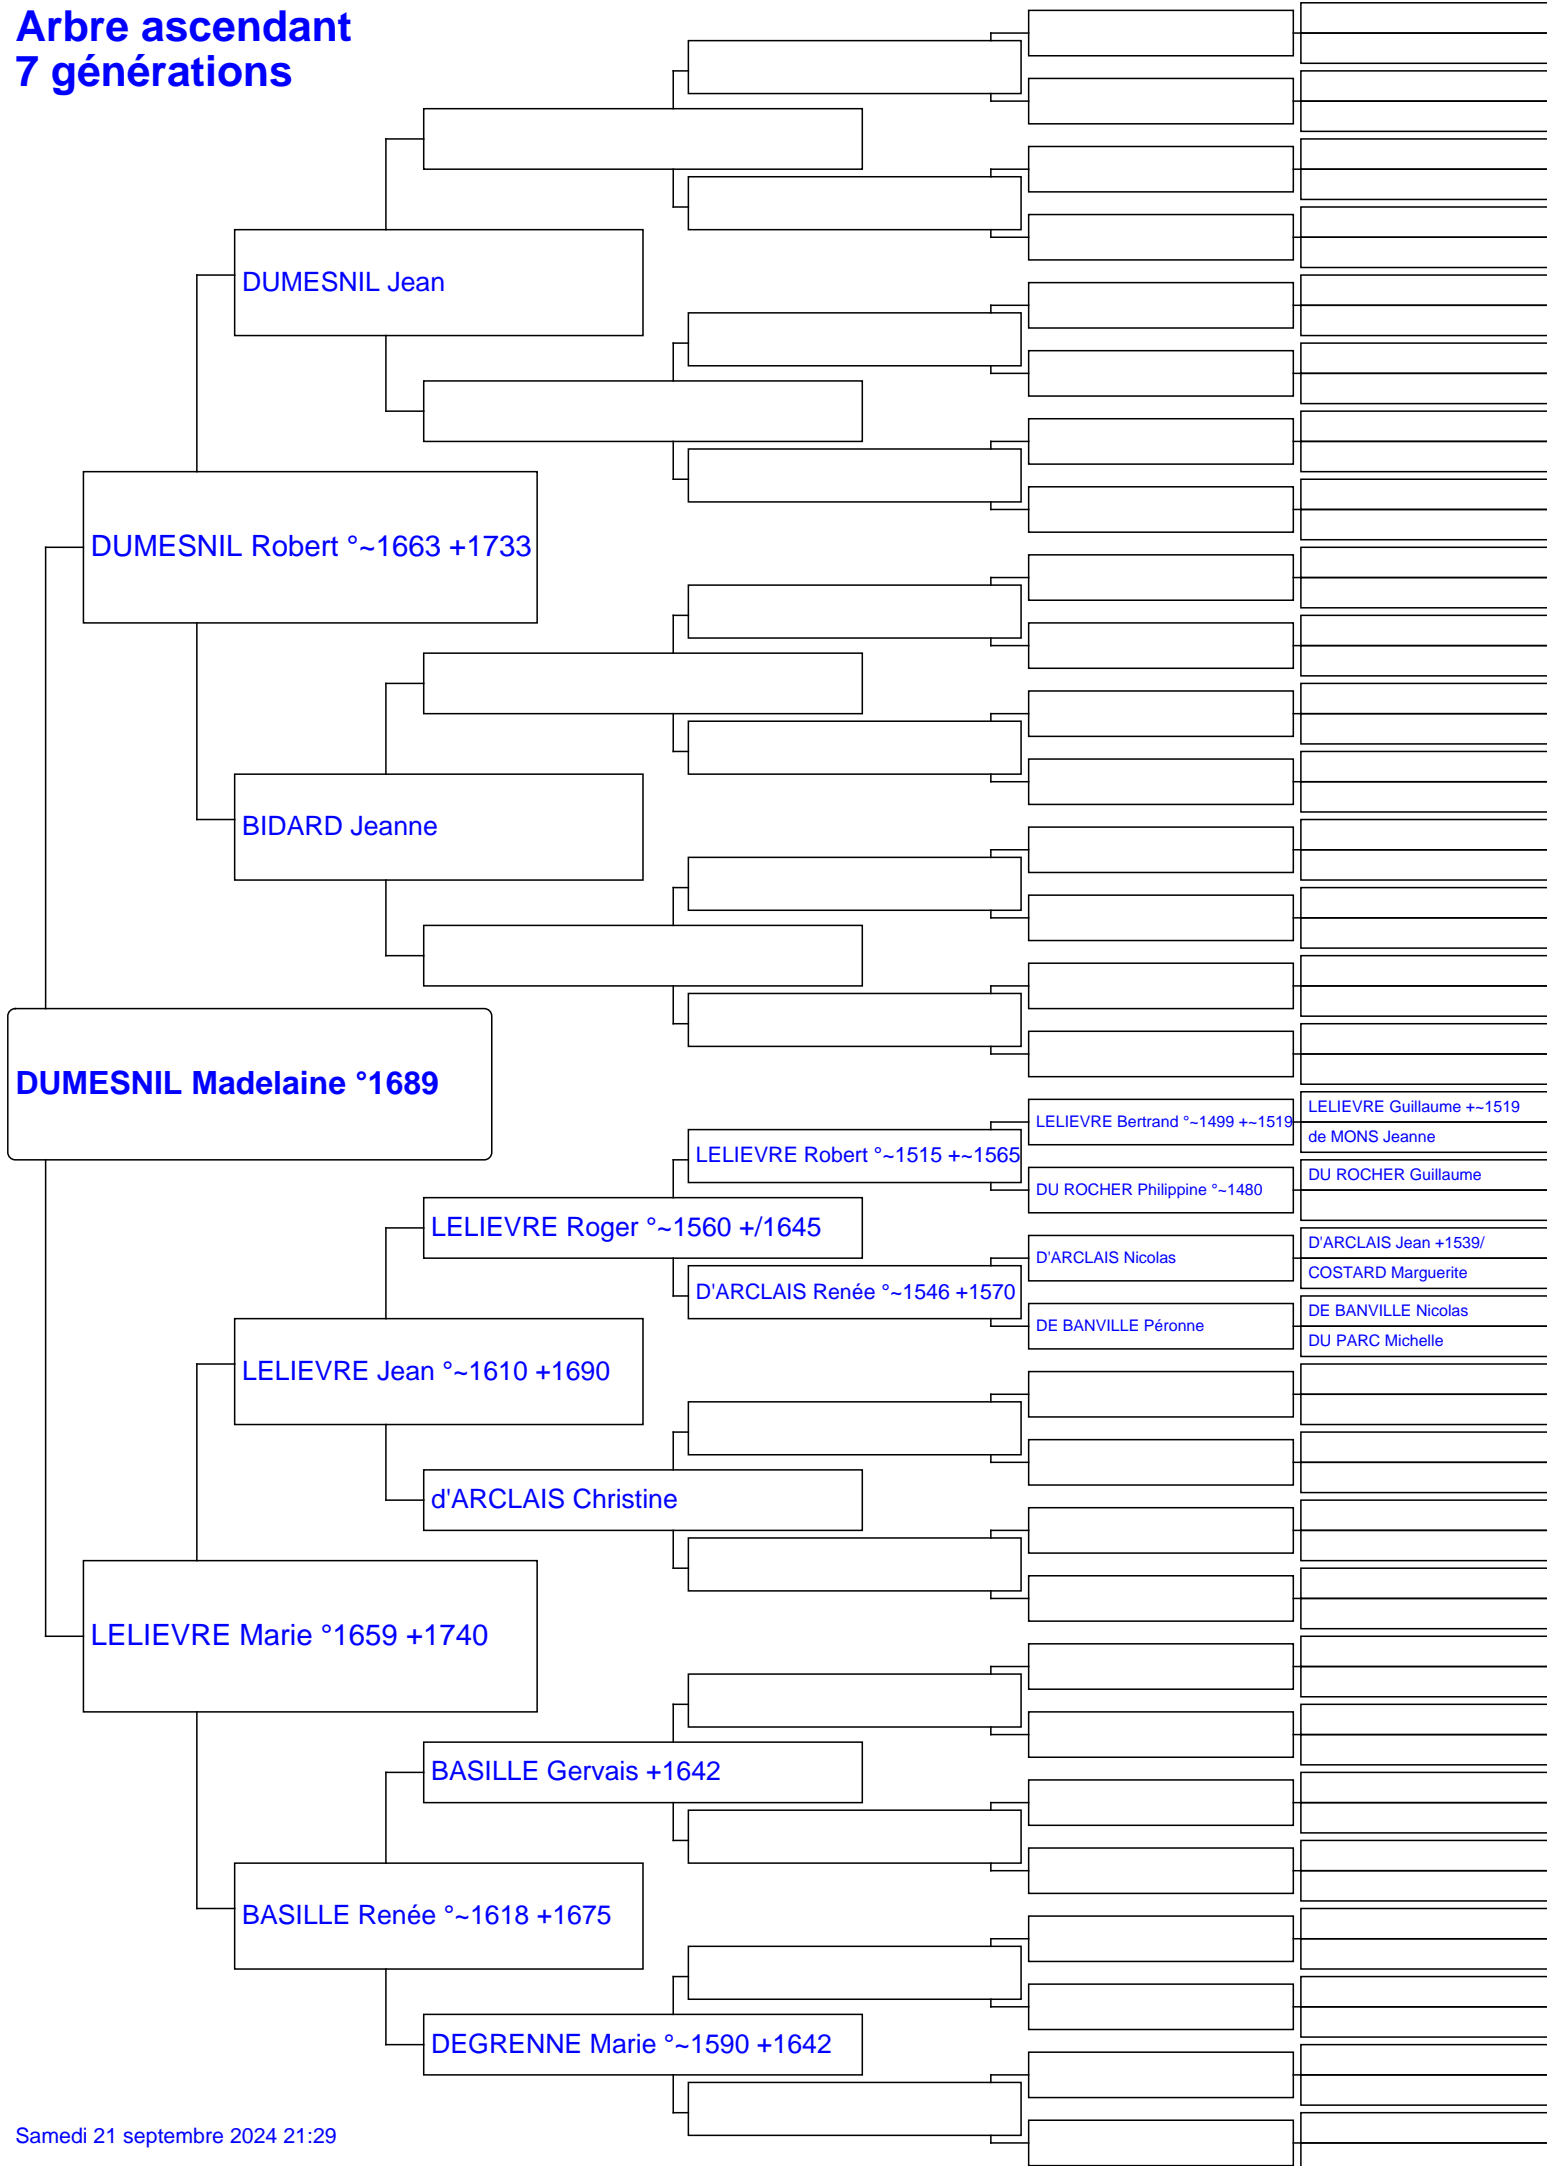 Arbre ascendant
7 générations
DUMESNIL Jean
DUMESNIL Robert °~1663 +1733
BIDARD Jeanne
DUMESNIL Madelaine °1689
LELIEVRE Guillaume +~1519
LELIEVRE Bertrand °~1499 +~1519
de MONS Jeanne
LELIEVRE Robert °~1515 +~1565
DU ROCHER Guillaume
DU ROCHER Philippine °~1480
LELIEVRE Roger °~1560 +/1645
D'ARCLAIS Jean +1539/
D'ARCLAIS Nicolas
COSTARD Marguerite
D'ARCLAIS Renée °~1546 +1570
DE BANVILLE Nicolas
DE BANVILLE Péronne
DU PARC Michelle
LELIEVRE Jean °~1610 +1690
d'ARCLAIS Christine
LELIEVRE Marie °1659 +1740
BASILLE Gervais +1642
BASILLE Renée °~1618 +1675
DEGRENNE Marie °~1590 +1642
Samedi 21 septembre 2024 21:29